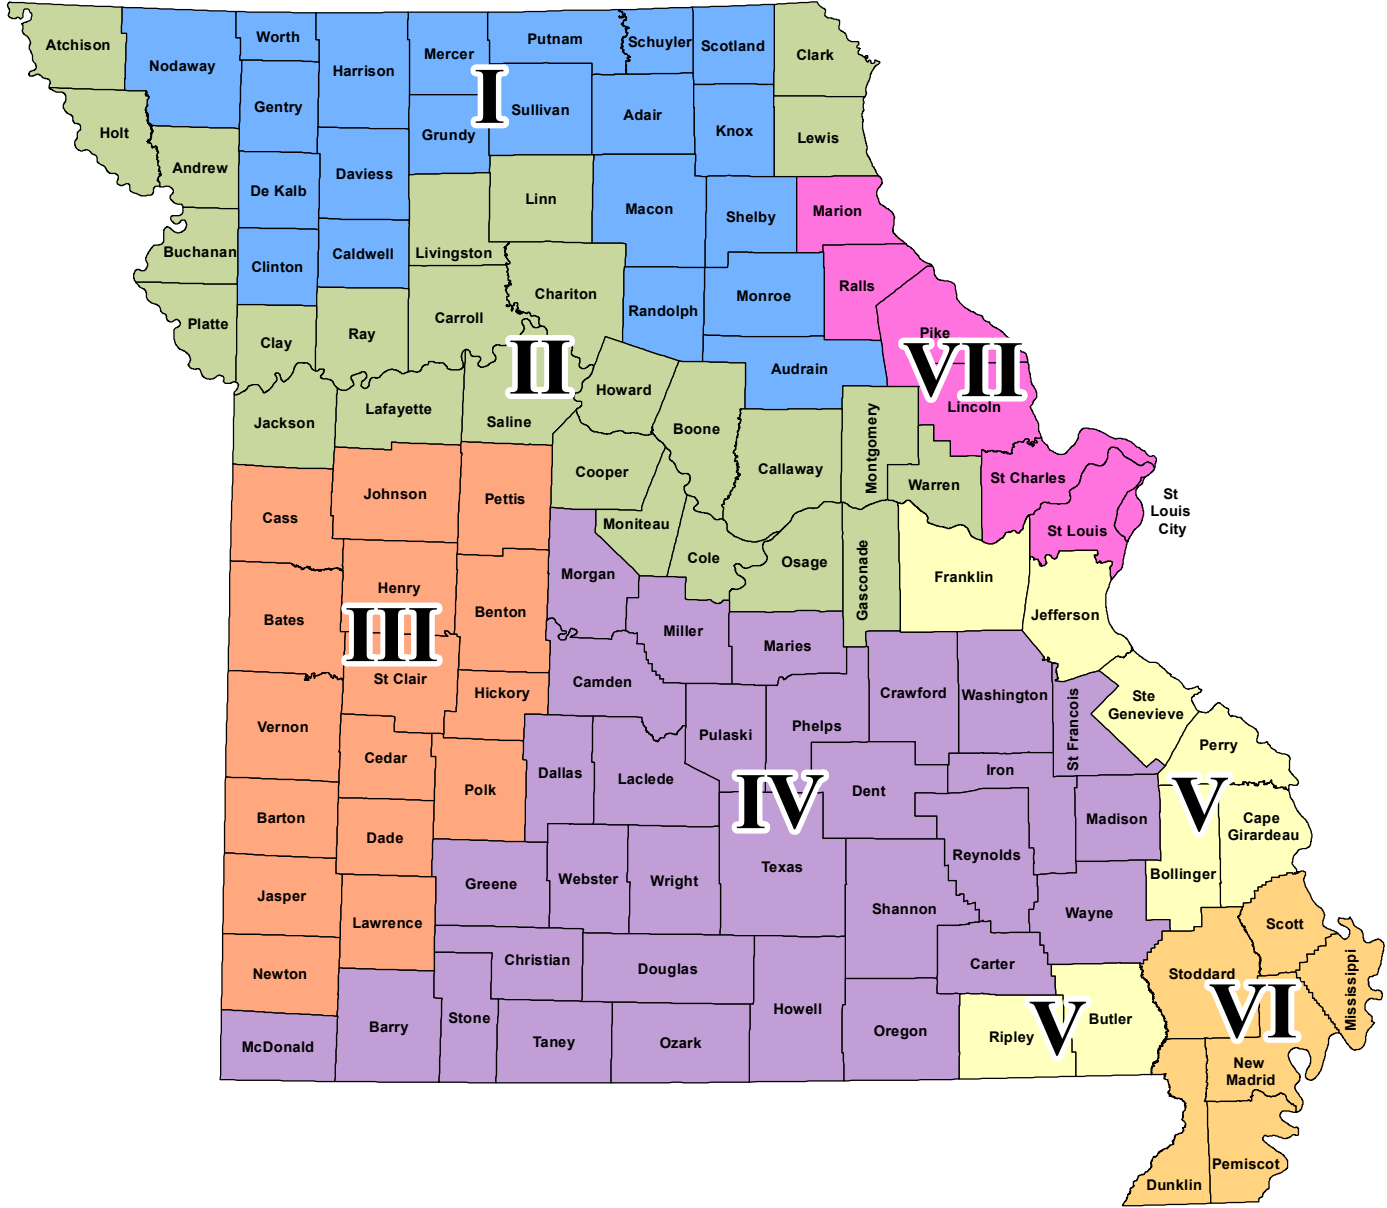 Atchison
Nodaway
Worth
Harrison
Mercer
Putnam
Schuyler
Scotland
Clark
Gentry
I
Sullivan
Adair
Knox
Holt
Grundy
Lewis
Andrew
De Kalb
Daviess
Linn
Macon
Shelby
Marion
Buchanan
Clinton
Caldwell
Livingston
Chariton
Randolph
Monroe
Ralls
Platte
Clay
Ray
Carroll
Pike
II
VII
Audrain
Jackson
Lafayette
Saline
Howard
Boone
Lincoln
Callaway
Montgomery
Warren
St Charles
Cooper
Johnson
Pettis
Cass
Moniteau
St
Louis
City
St Louis
Cole
Osage
Gasconade
Franklin
Morgan
Henry
Bates
Benton
III
Miller
Maries
Jefferson
St Clair
Camden
Hickory
Crawford
Washington
St Francois
Ste
Genevieve
Vernon
Pulaski
Phelps
Perry
Cedar
Dallas
Laclede
Iron
Polk
IV
Dent
V
Barton
Madison
Cape
Girardeau
Dade
Texas
Reynolds
Jasper
Greene
Webster
Wright
Bollinger
Lawrence
Shannon
Wayne
Scott
Newton
Christian
Douglas
Carter
Stoddard
Mississippi
McDonald
Barry
Stone
Taney
Ozark
Howell
Oregon
Ripley
V
Butler
VI
New
Madrid
Dunklin
Pemiscot